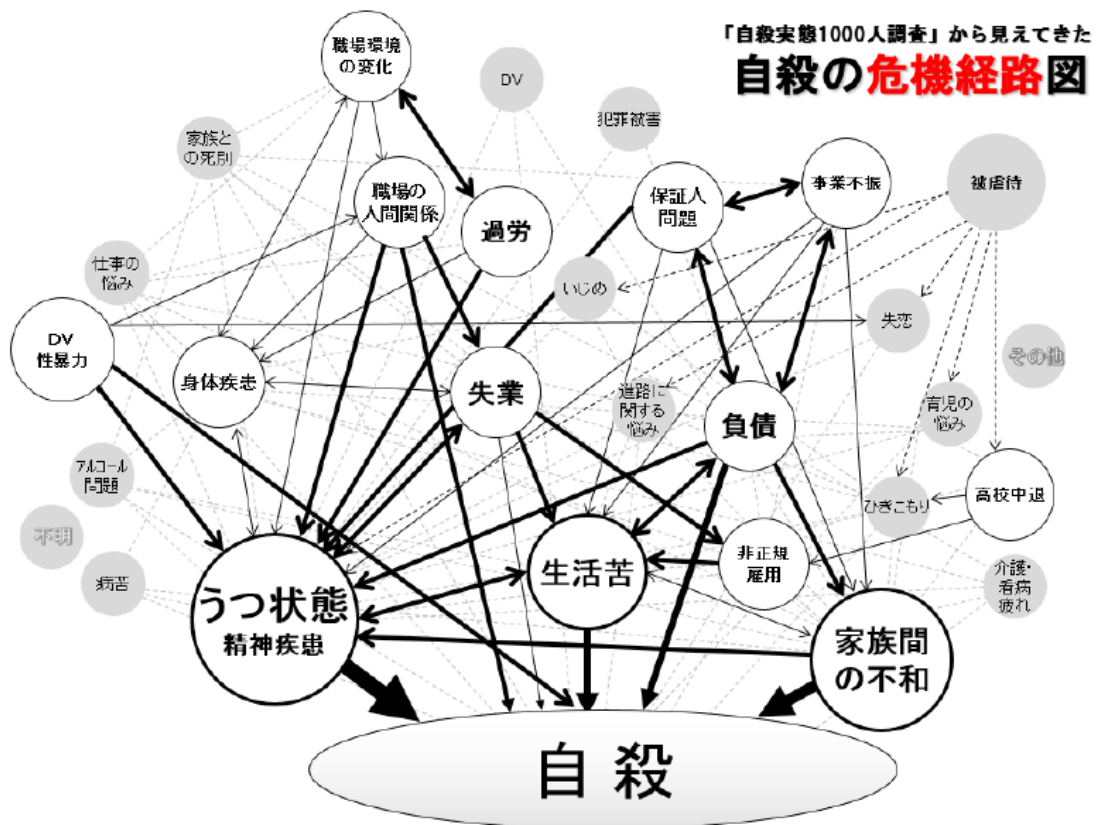 「自殺実態1000人調査」から見えてきた
自殺の危機経路図
職場環境
の変化
DV
犯罪被害
家族と
の死別
職場の
人間関係
過労
保証人
問題
事業不振
被虐待
仕事の
悩み
いじめ
失恋
DV
性暴力
その他
身体疾患
失業
進路に
関する
悩み
負債
育児の
悩み
アルコール
問題
高校中退
ひきこもり
不明
病苦
うつ状態
精神疾患
生活苦
非正規
雇用
介護・
看病
疲れ
家族間
の不和
自殺